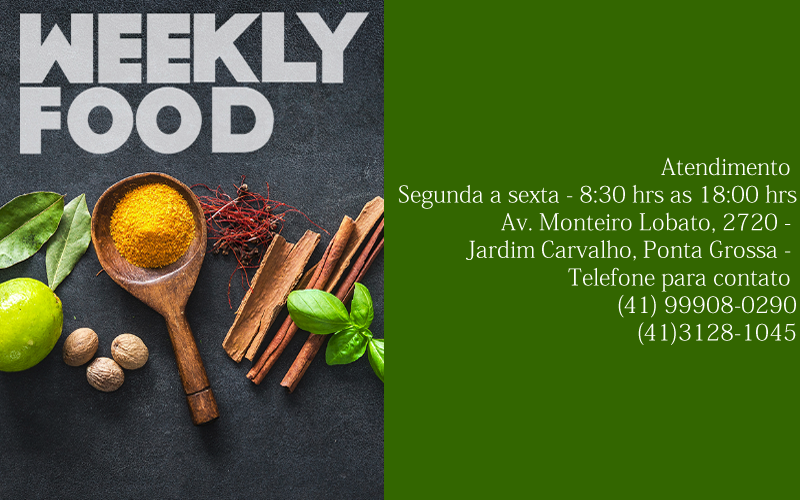 WEEKLY
FOOD
Atendimento
Segunda a sexta - 8:30 hrs as 18:00 hrs
Av. Monteiro Lobato, 2720 -
Jardim Carvalho, Ponta Grossa -
Telefone para contato
(41) 99908-0290
(41)3128-1045